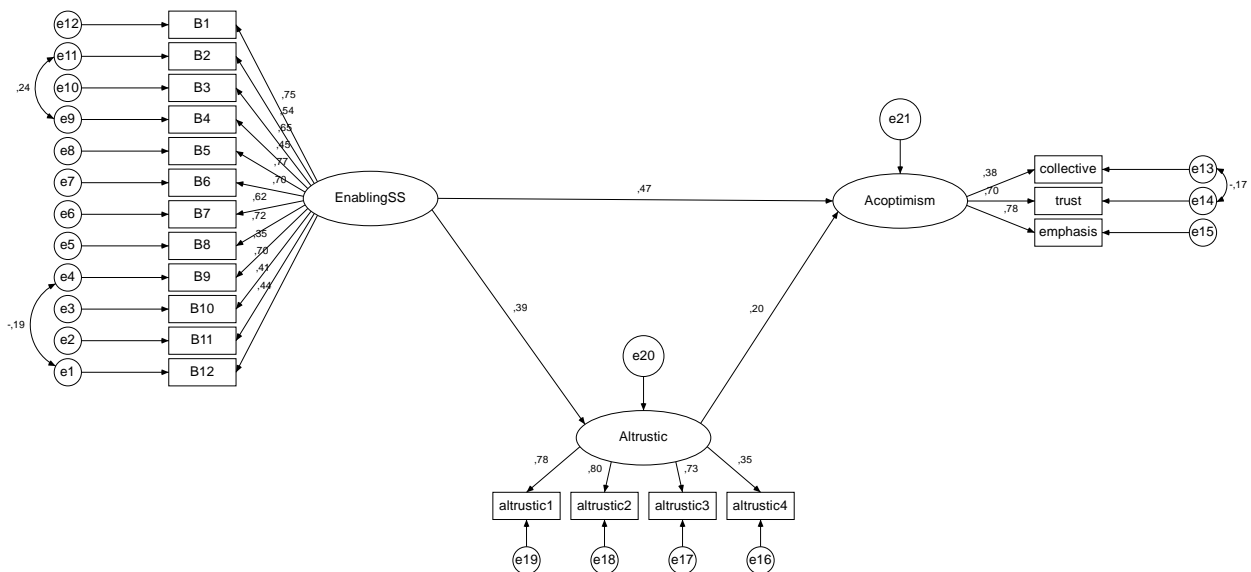 e12 B1
e11 B2
e10 B3
e9 B4
e8 B5
e7 B6
e6 B7
e5 B8
e4 B9
e3 B10
e2 B11
e1 B12
,24
-,19
,75
,54
,65
,45
,77
,70
,62
,72
,35
,70
,41
,44
EnablingSS
,47
,39
e21
Acoptimism
,20
,38
,70
,78
collective e13
trust e14
emphasis e15
-,17
e20
Altrustic
,78 ,80 ,73 ,35
altrustic1 altrustic2 altrustic3 altrustic4
e19 e18 e17 e16